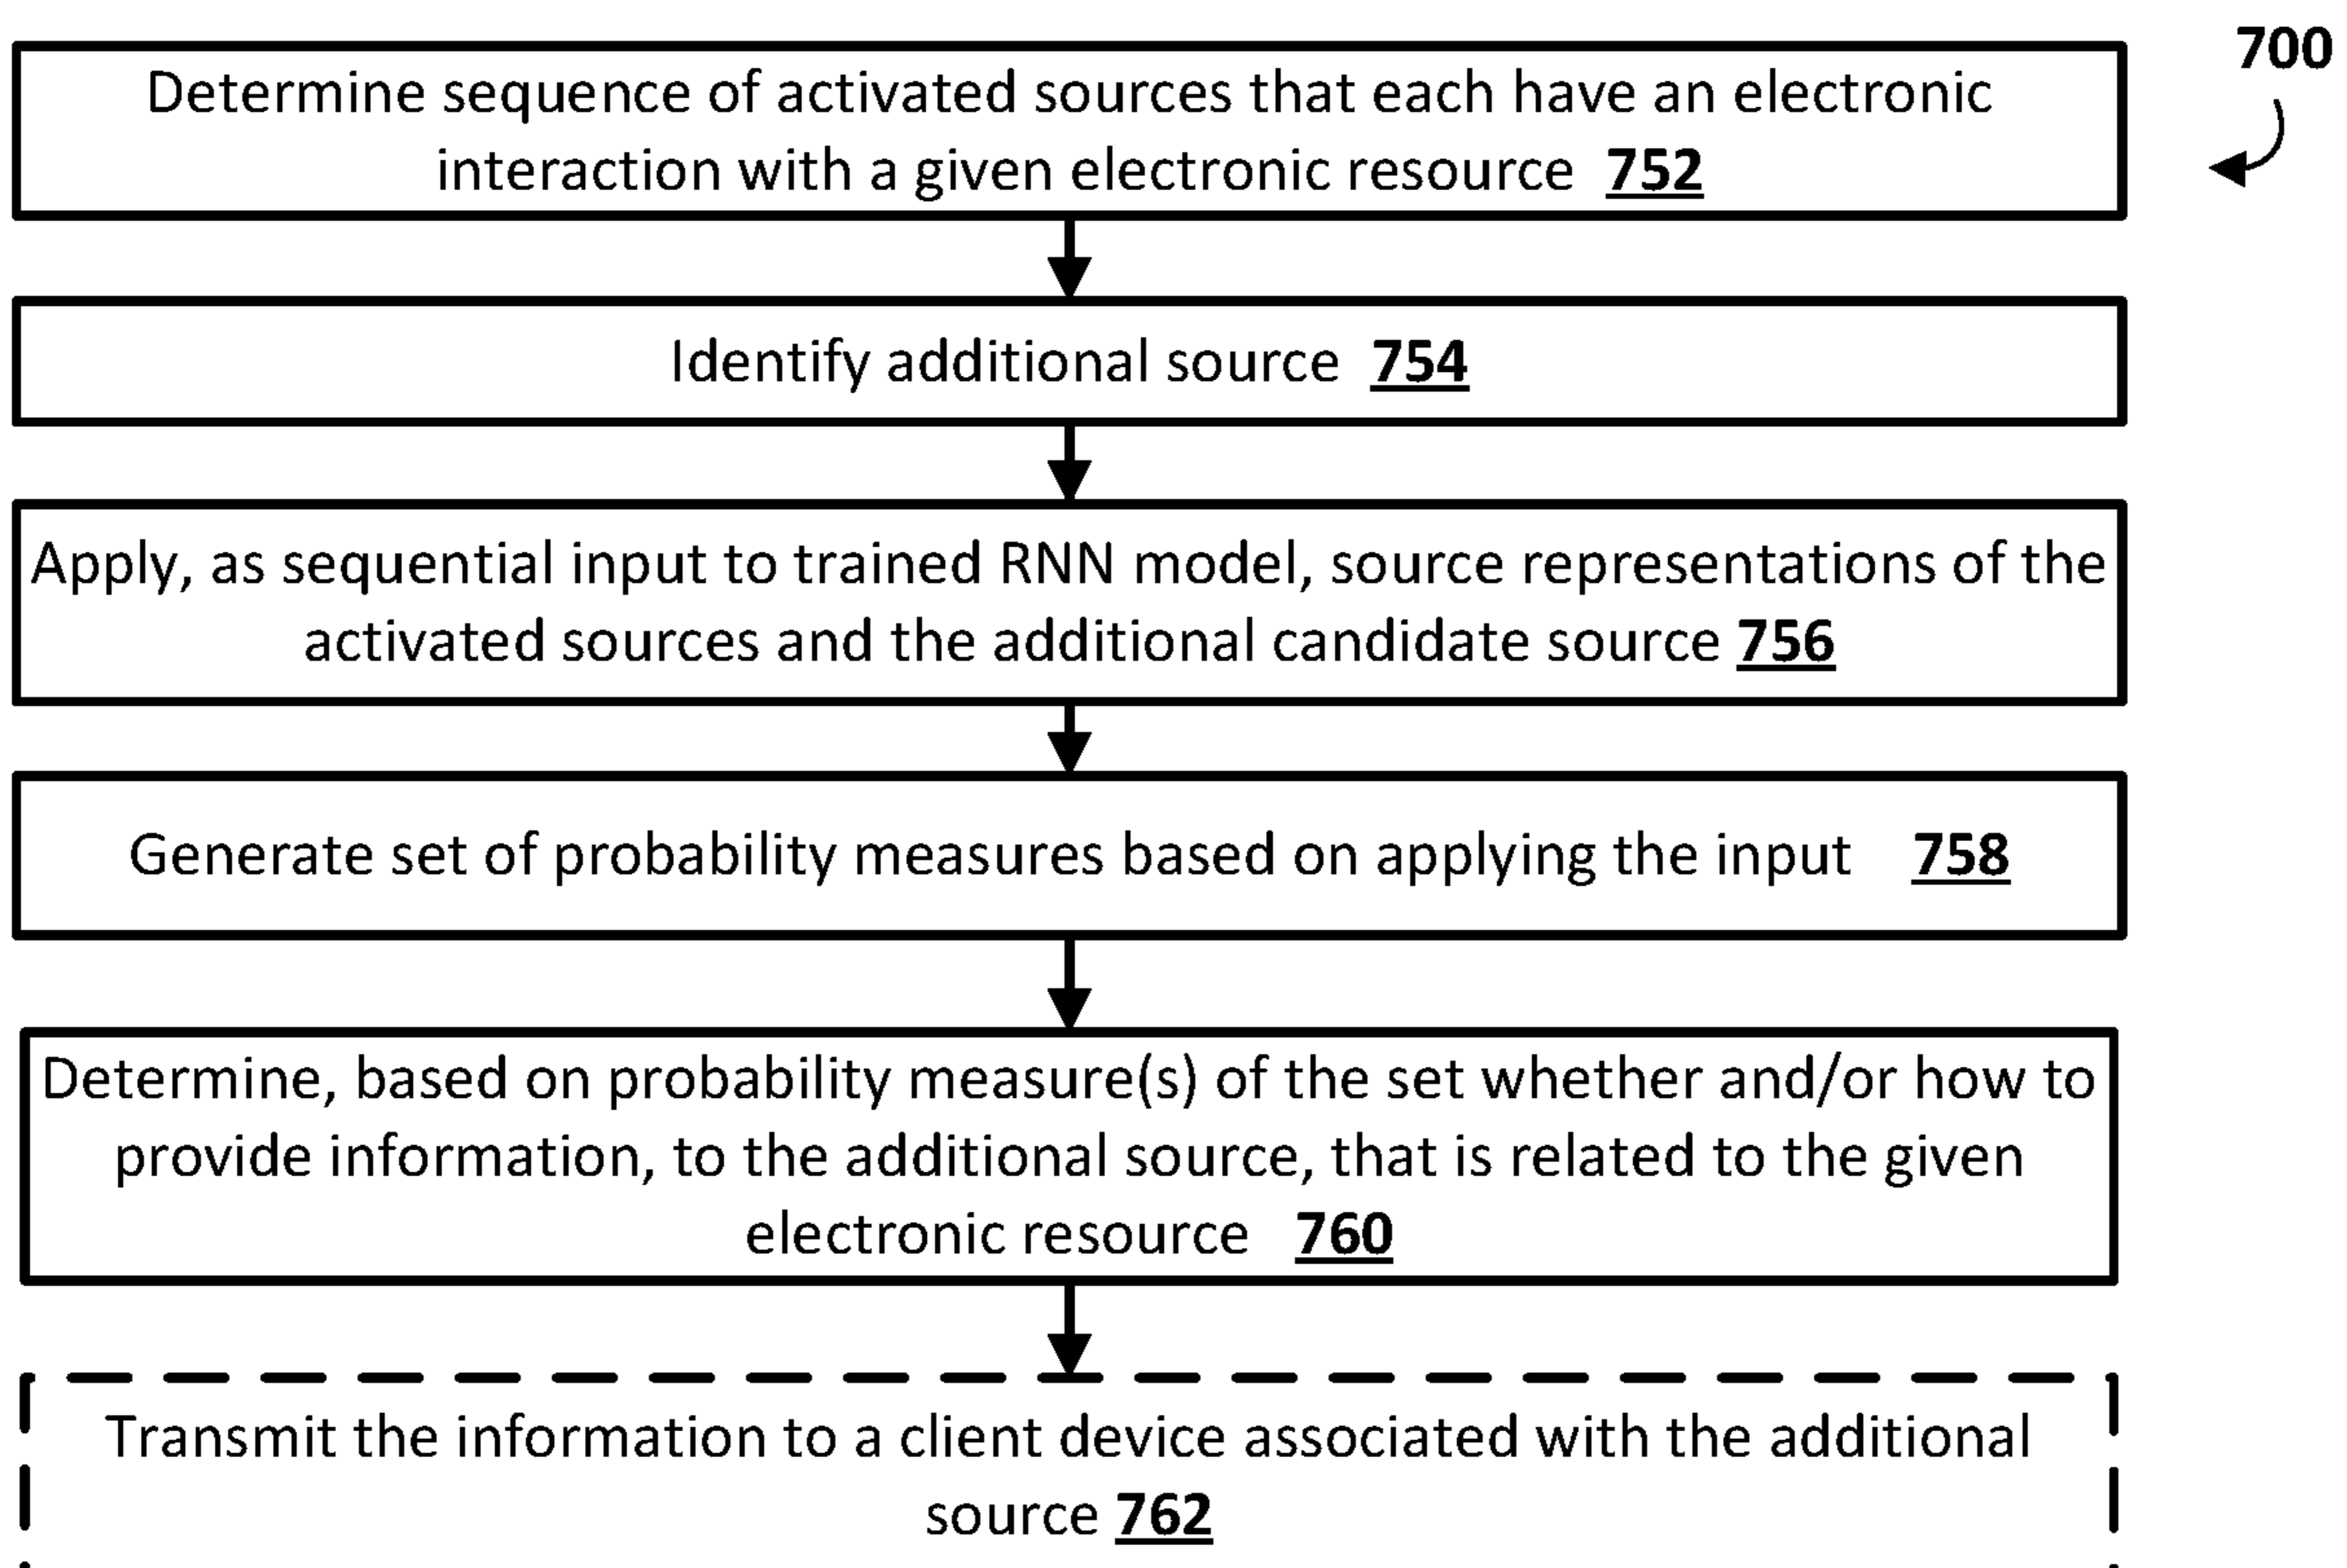 700
Determine sequence of activated sources that each have an electronic
interaction with a given electronic resource 752
Identify additional source 754
Apply, as sequential input to trained RNN model, source representations of the
activated sources and the additional candidate source 756
Generate set of probability measures based on applying the input 758
Determine, based on probability measure(s) of the set whether and/or how to
provide information, to the additional source, that is related to the given
electronic resource 760
Transmit the information to a client device associated with the additional
source 762